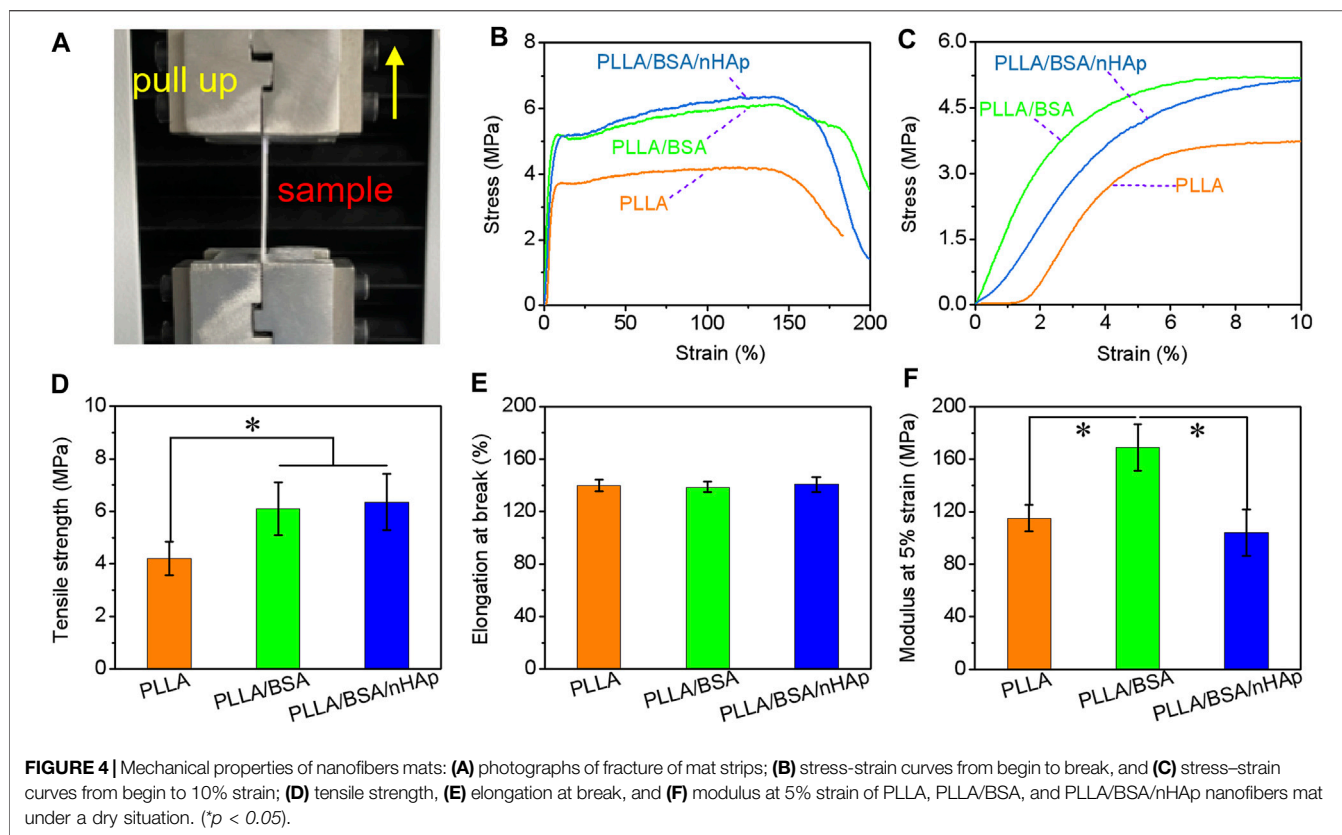 A
pull up
sample
B
Stress (MPa)
8
6
4
2
0
0 50 100 150 200
Strain (%)
PLLA/BSA/nHAp
PLLA/BSA
PLLA
C
Stress (MPa)
6.0
4.5
3.0
1.5
0.0
0 2 4 6 8 10
Strain (%)
PLLA/BSA/nHAp
PLLA/BSA
PLLA
D
Tensile strength (MPa)
10
8
6
4
2
0
*
PLLA PLLA/BSA PLLA/BSA/nHAp
E
Elongation at break (%)
200
160
120
80
40
0
PLLA PLLA/BSA PLLA/BSA/nHAp
F
Modulus at 5% strain (MPa)
200
160
120
80
40
0
* *
PLLA PLLA/BSA PLLA/BSA/nHAp
FIGURE 4 | Mechanical properties of nanofibers mats: (A) photographs of fracture of mat strips; (B) stress-strain curves from begin to break, and (C) stress–strain
curves from begin to 10% strain; (D) tensile strength, (E) elongation at break, and (F) modulus at 5% strain of PLLA, PLLA/BSA, and PLLA/BSA/nHAp nanofibers mat
under a dry situation. (*p < 0.05).